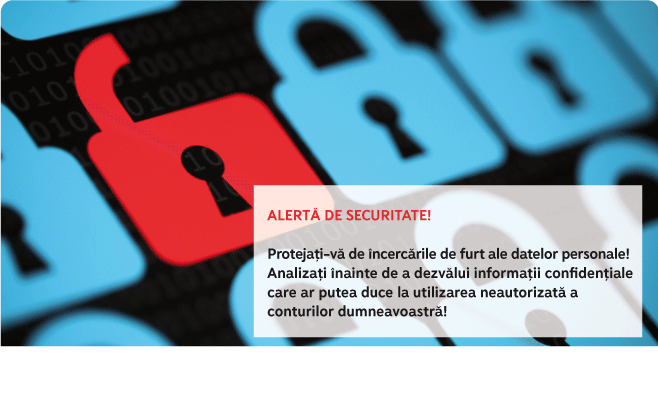 ALERTĂ DE SECURITATE!
Protejați-vă de încercările de furt ale datelor personale!
Analizați înainte de a dezvălui informații confidențiale
care ar putea duce la utilizarea neautorizată a
conturilor dumneavoastră!